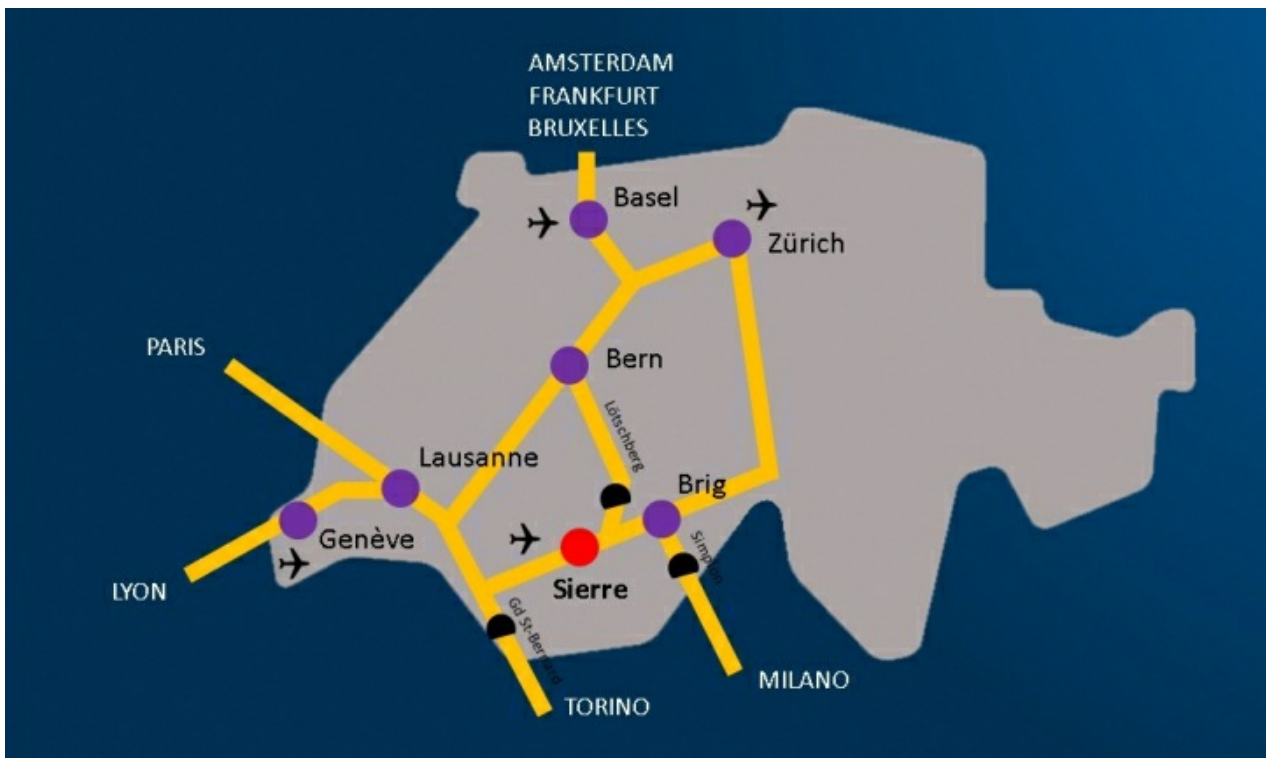 AMSTERDAM
FRANKFURT
BRUXELLES
Basel
Zürich
PARIS
Bern
Lötschberg
Lausanne
Brig
Genève
Simplon
Sierre
LYON
Gd St-Bernard
MILANO
TORINO